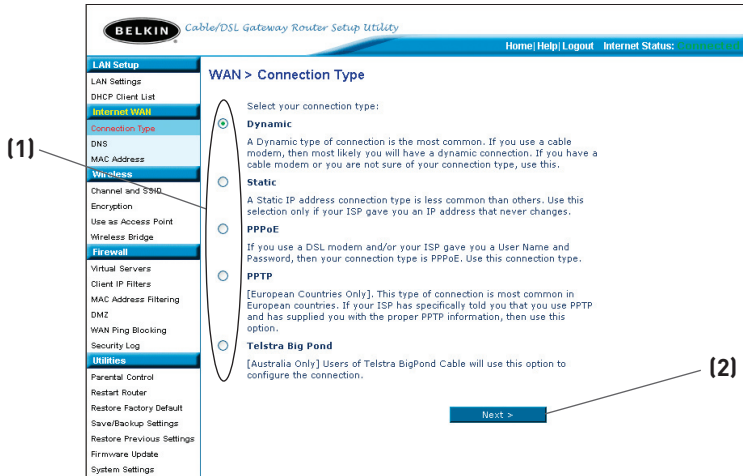 BELKIN Cable/DSL Gateway Router Setup Utility
Home|Help|Logout Internet Status: Connected
LAN Setup
LAN Settings
DHCP Client List
Internet WAN
Connection Type
DNS
MAC Address
Wireless
Channel and SSID
Encryption
Use as Access Point
Wireless Bridge
Firewall
Virtual Servers
Client IP Filters
MAC Address Filtering
DMZ
WAN Ping Blocking
Security Log
Utilities
Parental Control
Restart Router
Restore Factory Default
Save/Backup Settings
Restore Previous Settings
Firmware Update
System Settings
(1)
WAN > Connection Type
Select your connection type:
Dynamic
A Dynamic type of connection is the most common. If you use a cable
modem, then most likely you will have a dynamic connection. If you have a
cable modem or you are not sure of your connection type, use this.
Static
A Static IP address connection type is less common than others. Use this
selection only if your ISP gave you an IP address that never changes.
PPPoE
If you use a DSL modem and/or your ISP gave you a User Name and
Password, then your connection type is PPPoE. Use this connection type.
PPTP
[European Countries Only]. This type of connection is most common in
European countries. If your ISP has specifically told you that you use PPTP
and has supplied you with the proper PPTP information, then use this
option.
Telstra Big Pond
[Australia Only] Users of Telstra BigPond Cable will use this option to
configure the connection.
Next >
(2)